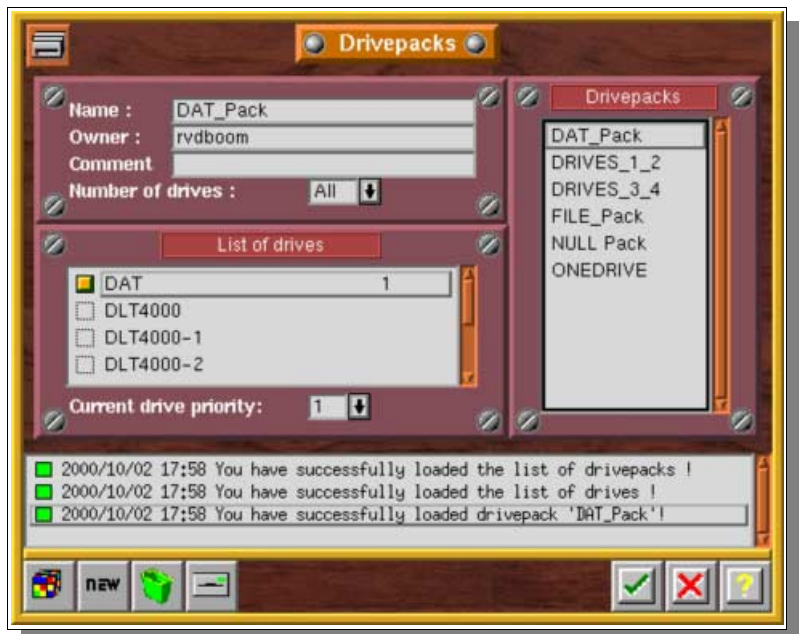 Drivepacks
Name :
DAT_Pack
Owner :
rvdboom
Comment
Number of drives :
All
List of drives
DAT 1
DLT4000
DLT4000-1
DLT4000-2
Current drive priority:
1
Drivepacks
DAT_Pack
DRIVES_1_2
DRIVES_3_4
FILE_Pack
NULL Pack
ONEDRIVE
2000/10/02 17:58 You have successfully loaded the list of drivepacks !
2000/10/02 17:58 You have successfully loaded the list of drives !
2000/10/02 17:58 You have successfully loaded drivepack 'DAT_Pack'!
NEW
?